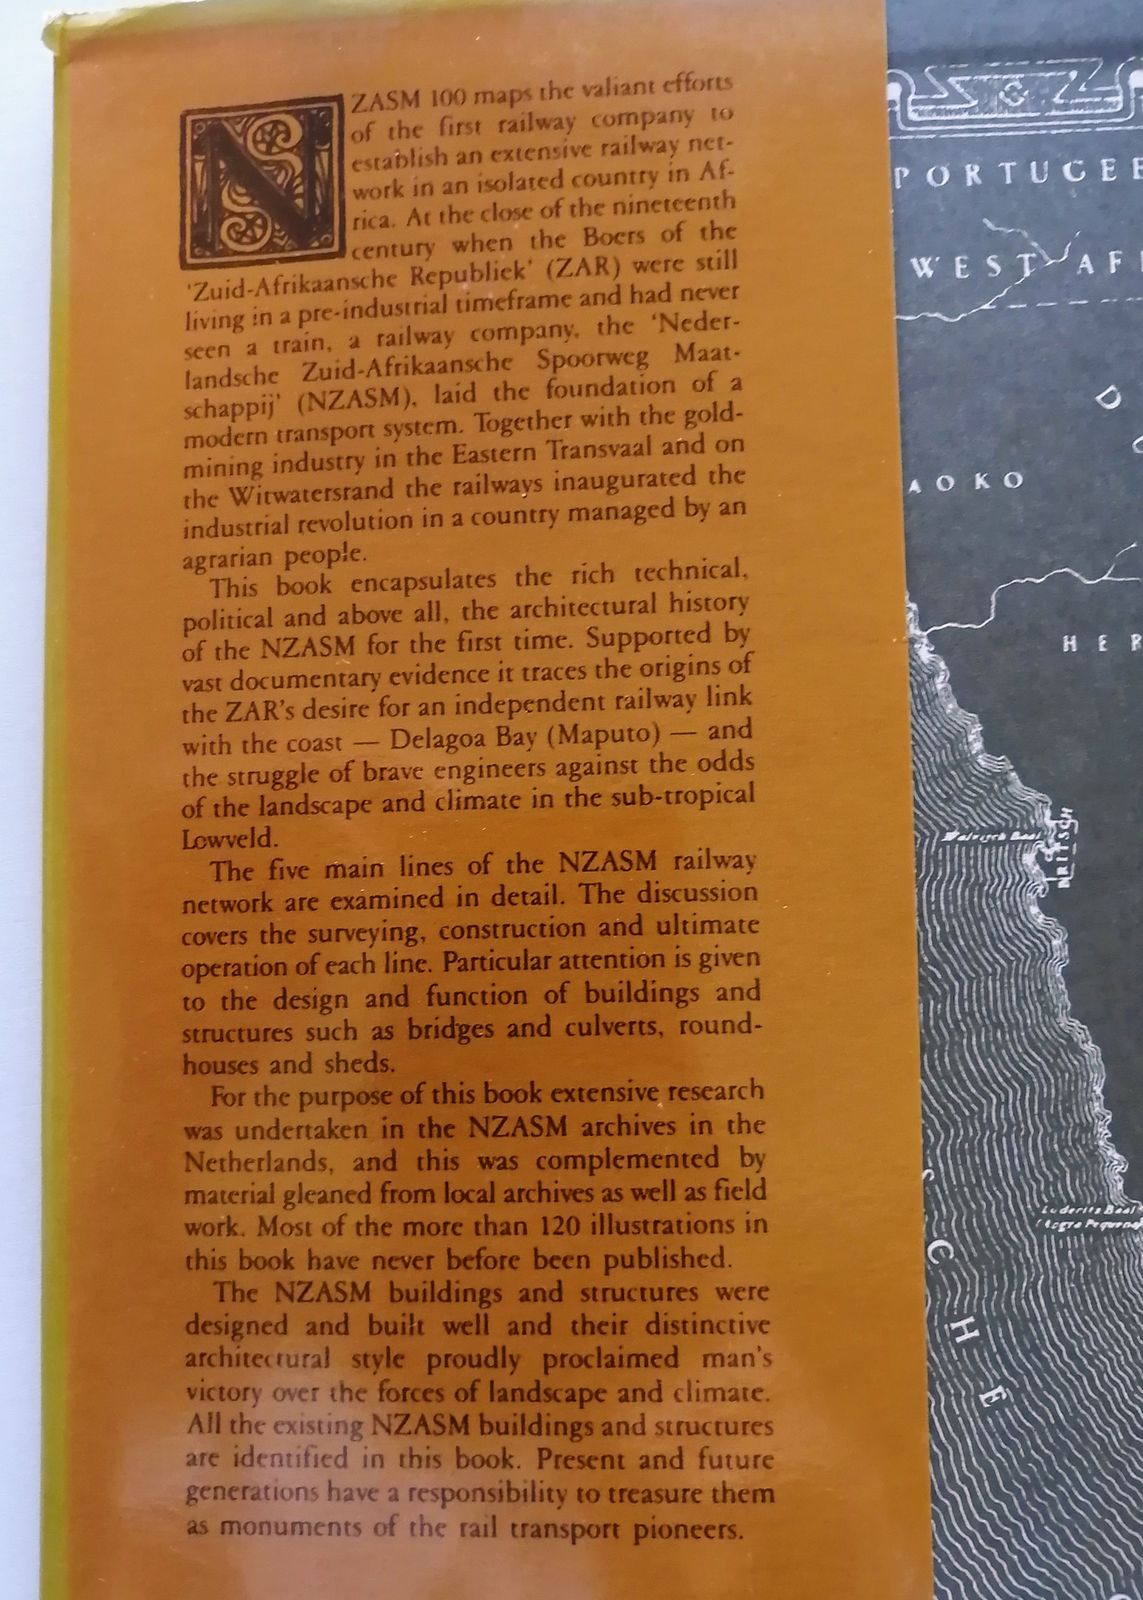 NZASM 100 maps the valiant efforts
of the first railway company to
establish an extensive railway net-
work in an isolated country in Af-
rica. At the close of the nineteenth
century when the Boers of the
'Zuid-Afrikaansche Republiek' (ZAR) were still
living in a pre-industrial timeframe and had never
seen a train, a railway company, the 'Neder-
landsche Zuid-Afrikaansche Spoorweg Maat-
schappij' (NZASM), laid the foundation of a
modern transport system. Together with the gold-
mining industry in the Eastern Transvaal and on
the Witwatersrand the railways inaugurated the
industrial revolution in a country managed by an
agrarian people.
This book encapsulates the rich technical,
political and above all, the architectural history
of the NZASM for the first time. Supported by
vast documentary evidence it traces the origins of
the ZAR's desire for an independent railway link
with the coast — Delagoa Bay (Maputo) — and
the struggle of brave engineers against the odds
of the landscape and climate in the sub-tropical
Lowveld.
The five main lines of the NZASM railway
network are examined in detail. The discussion
covers the surveying, construction and ultimate
operation of each line. Particular attention is given
to the design and function of buildings and
structures such as bridges and culverts, round-
houses and sheds.
For the purpose of this book extensive research
was undertaken in the NZASM archives in the
Netherlands, and this was complemented by
material gleaned from local archives as well as field
work. Most of the more than 120 illustrations in
this book have never before been published.
The NZASM buildings and structures were
designed and built well and their distinctive
architectural style proudly proclaimed man's
victory over the forces of landscape and climate.
All the existing NZASM buildings and structures
are identified in this book. Present and future
generations have a responsibility to treasure them
as monuments of the rail transport pioneers.
PORTUGEE
WEST AF
D
AOKO
HER
Walvisch Baai
BRITSCH
Luderits Baai
SCHE